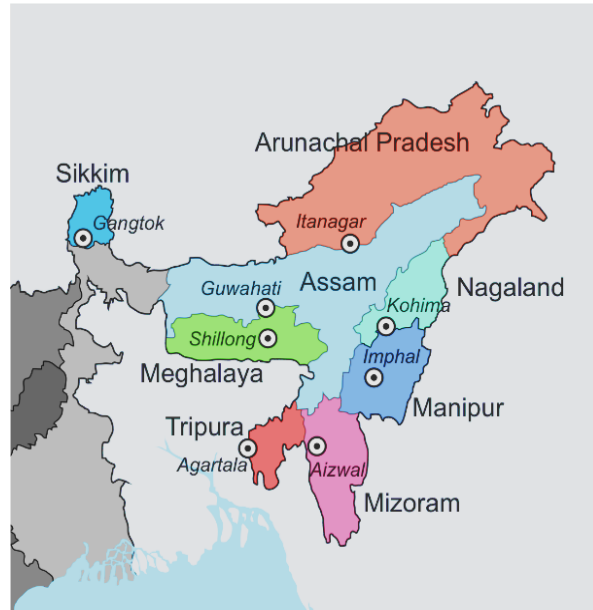 Arunachal Pradesh
Sikkim
Gangtok
Itanagar
Assam
Guwahati
Nagaland
Kohima
Shillong
Imphal
Meghalaya
Manipur
Tripura
Agartala
Aizwal
Mizoram